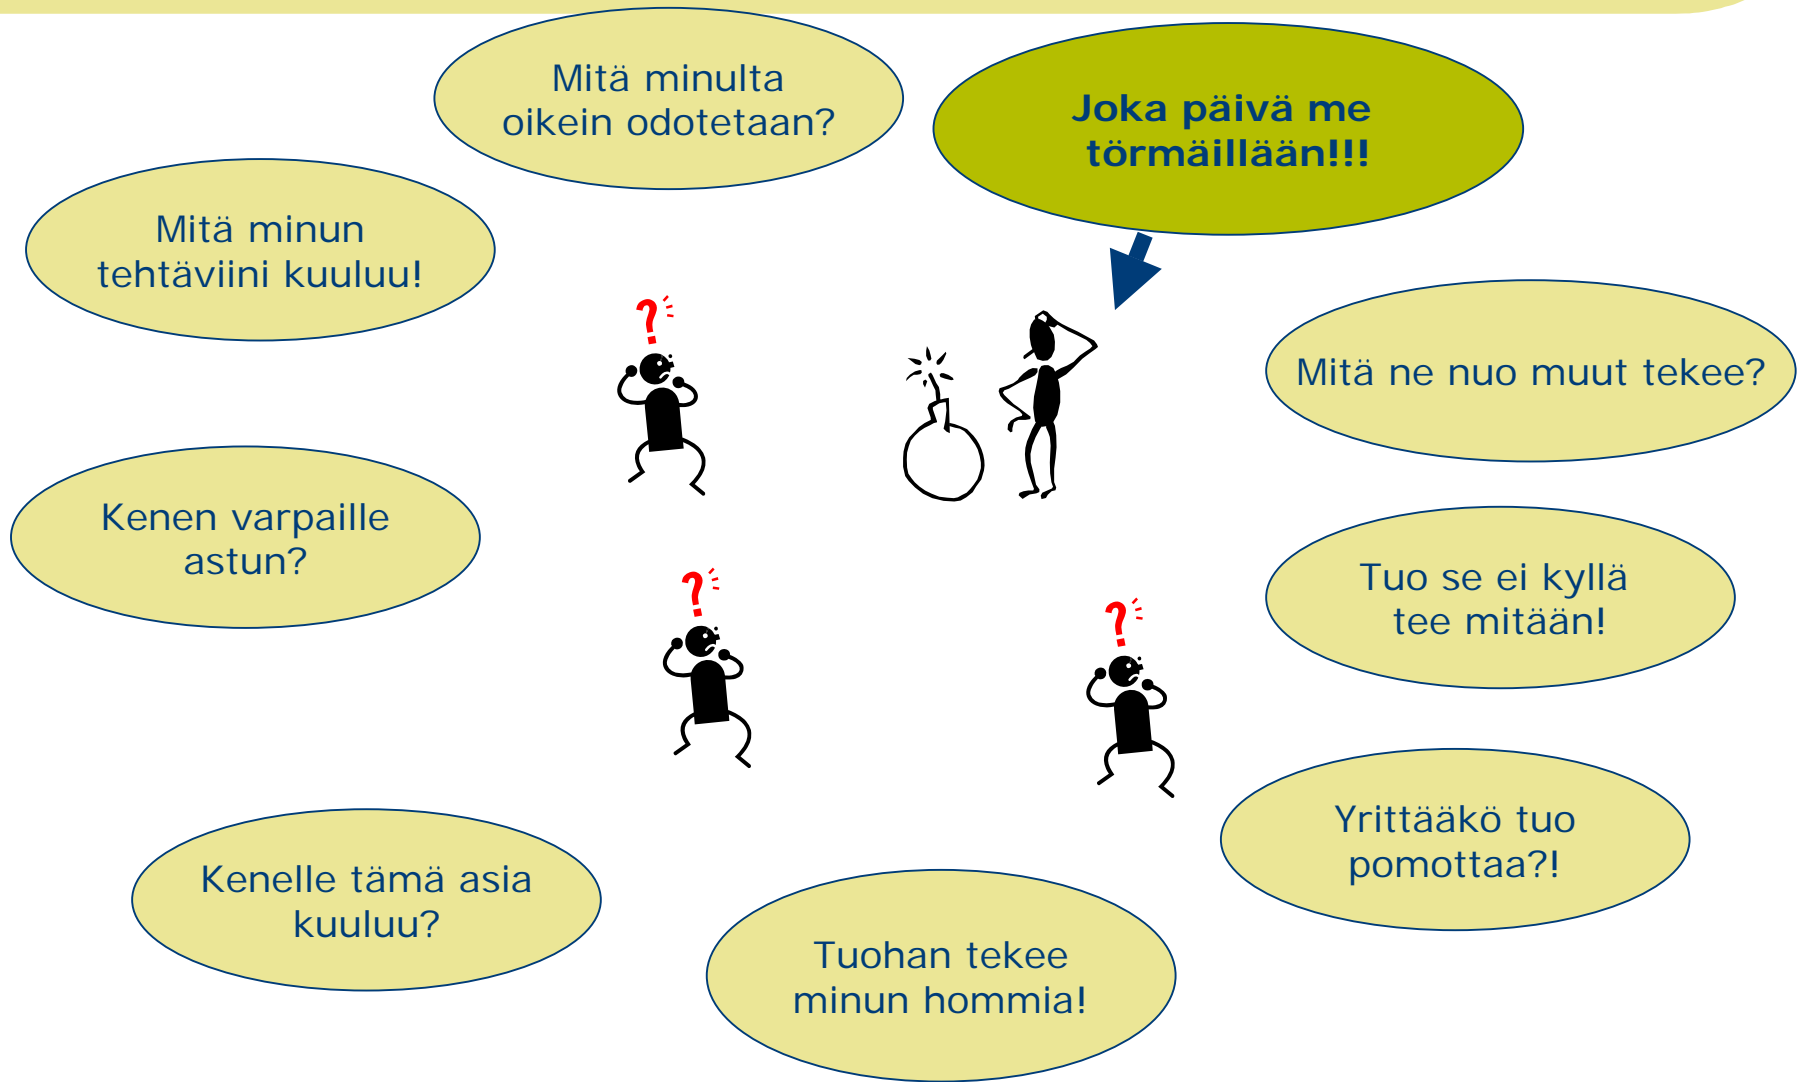 Mitä minulta
oikein odotetaan?
Joka päivä me
törmäillään!!!
Mitä minun
tehtäviini kuuluu!
Mitä ne nuo muut tekee?
Kenen varpaille
astun?
Tuo se ei kyllä
tee mitään!
Yrittääkö tuo
pomottaa?!
Kenelle tämä asia
kuuluu?
Tuohan tekee
minun hommia!